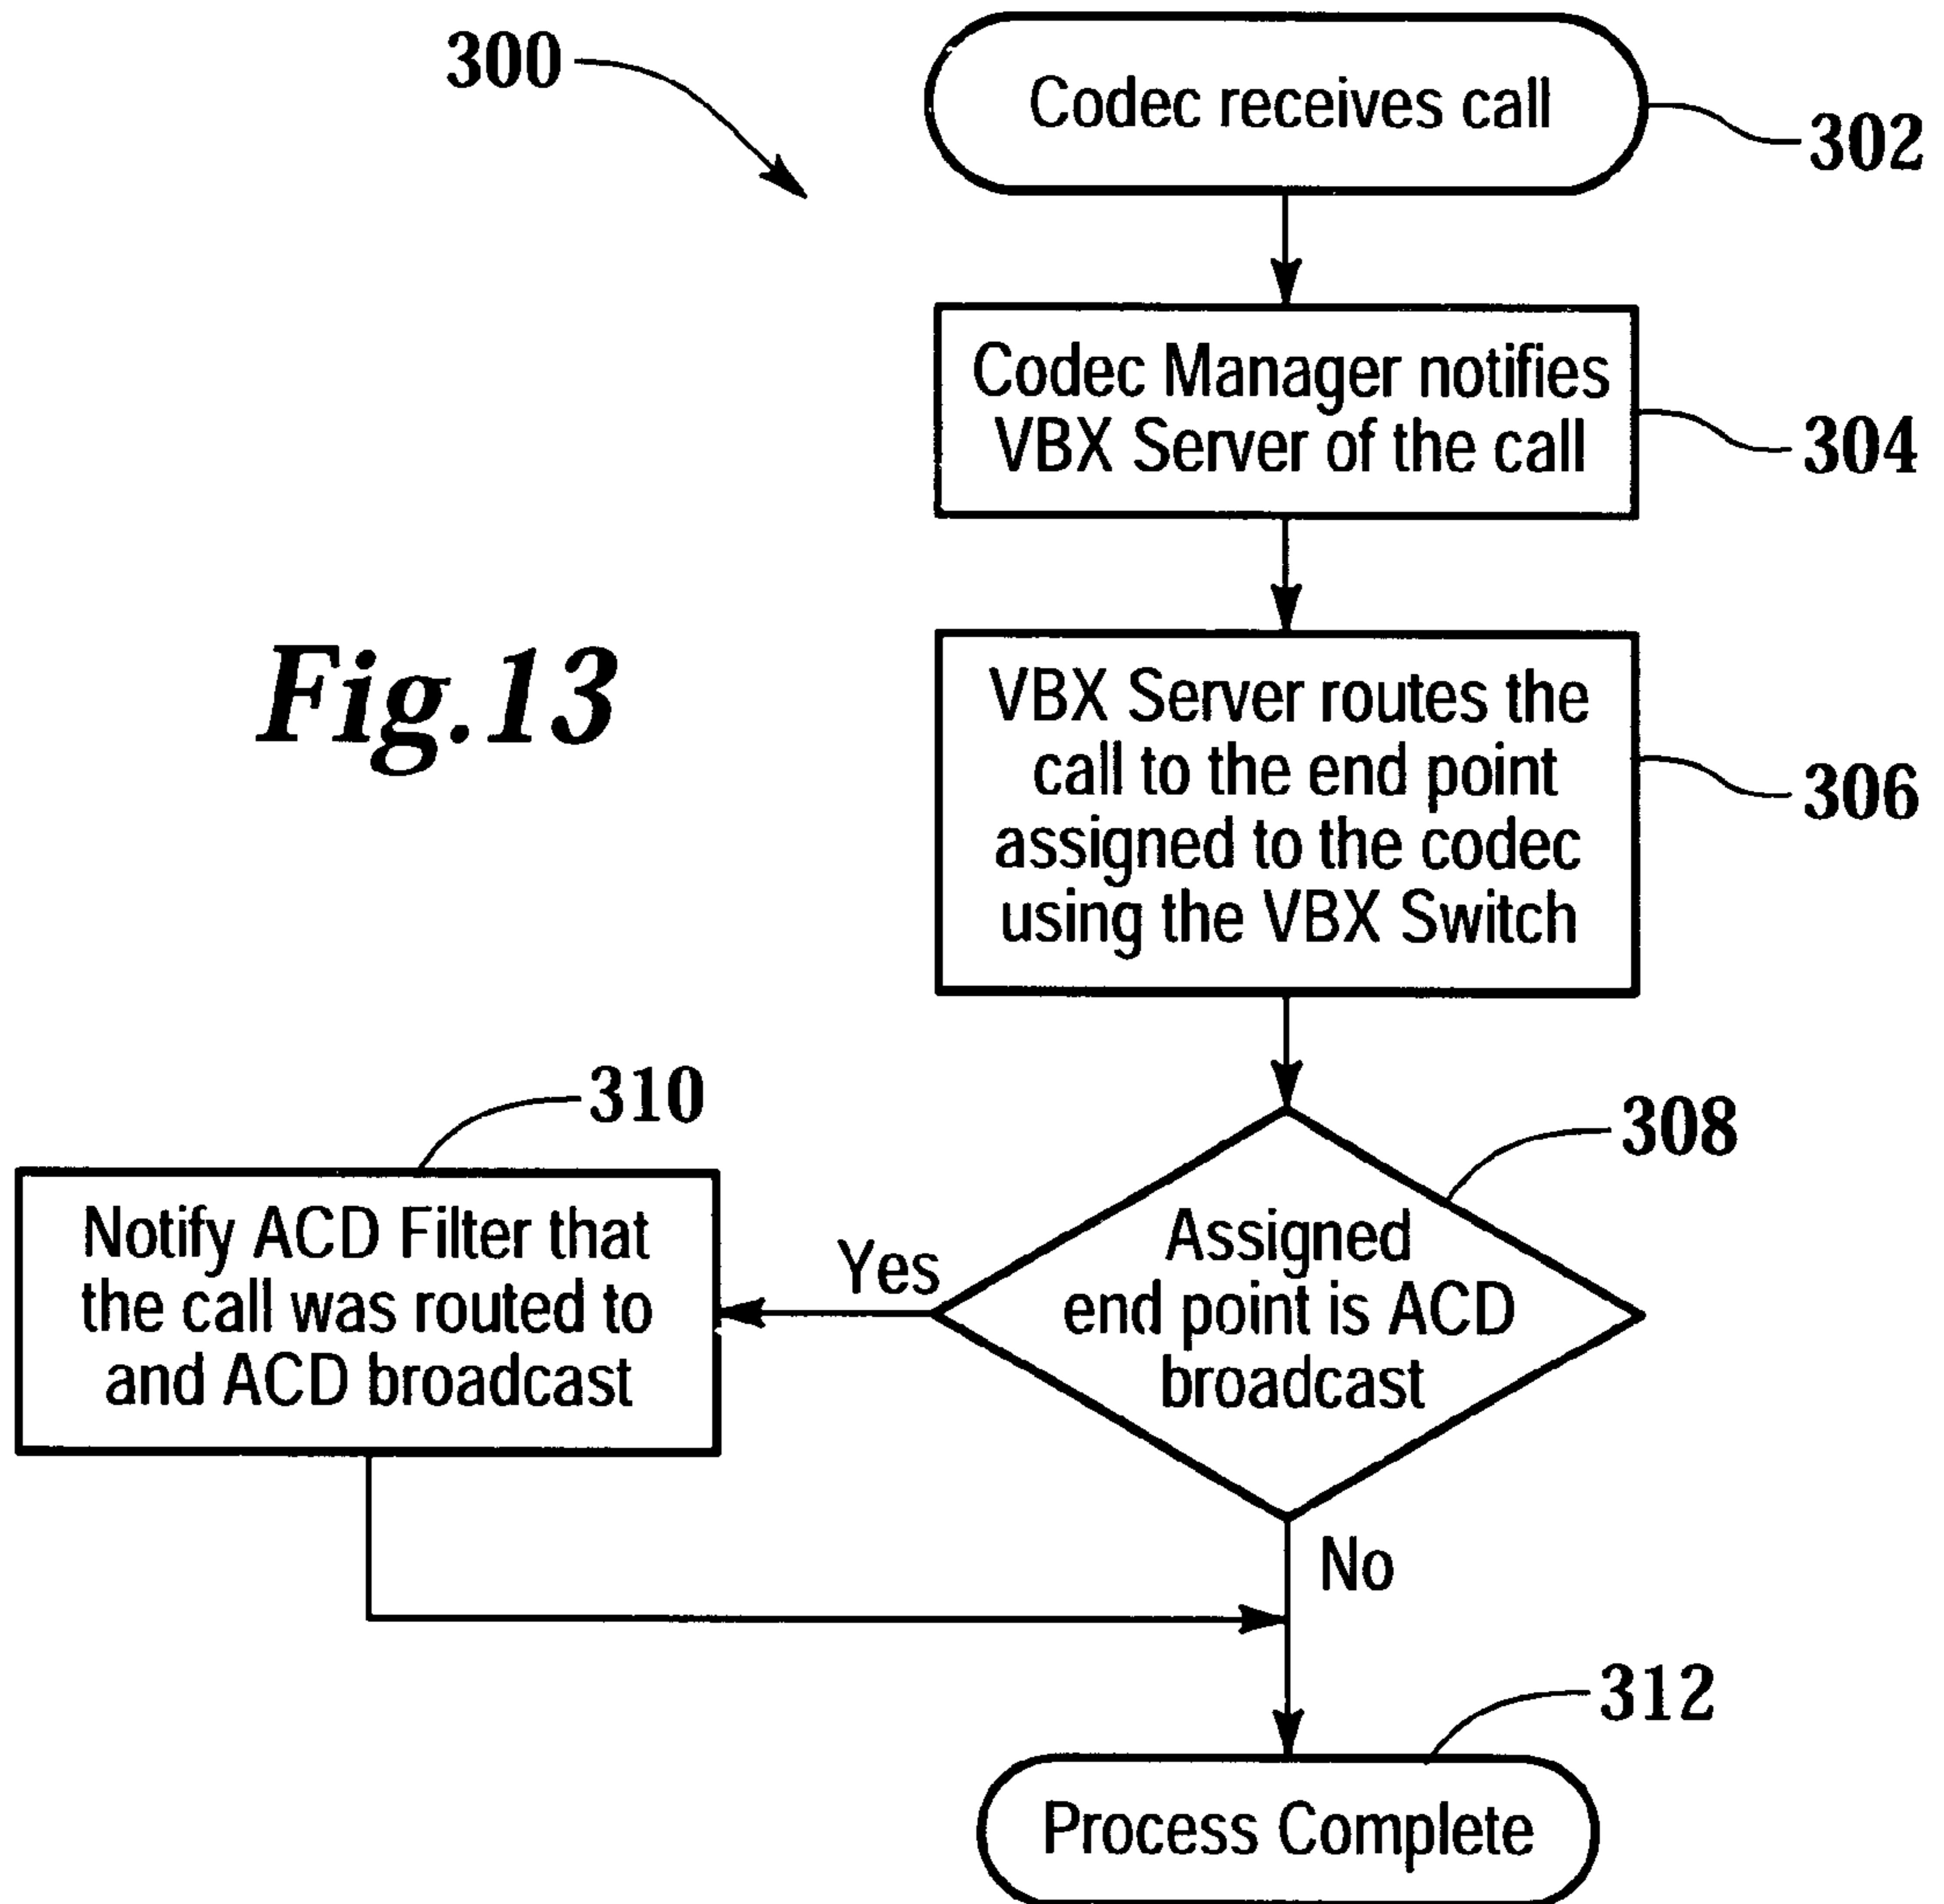 300
Codec receives call
302
Codec Manager notifies
VBX Server of the call
304
Fig.13
VBX Server routes the
call to the end point
assigned to the codec
using the VBX Switch
306
310
308
Notify ACD Filter that
the call was routed to
and ACD broadcast
Yes
Assigned
end point is ACD
broadcast
No
312
Process Complete